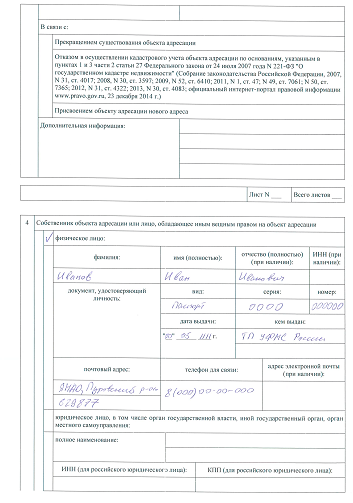 В связи с:
Прекращением существования объекта адресации
Отказом в осуществлении кадастрового учета объекта адресации по основаниям, указанным в
пунктах 1 и 3 части 2 статьи 27 Федерального закона от 24 июля 2007 года N 221-ФЗ "О
государственном кадастре недвижимости" (Собрание законодательства Российской Федерации, 2007,
N 31, ст. 4017; 2008, N 30, ст. 3597; 2009, N 52, ст. 6410; 2011, N 1, ст. 47; N 49, ст. 7061; N 50, ст.
7365; 2012, N 31, ст. 4322; 2013, N 30, ст. 4083; официальный интернет-портал правовой информации
www.pravo.gov.ru, 23 декабря 2014 г.)
Присвоением объекту адресации нового адреса
Дополнительная информация:
Лист N ___ Всего листов ___
4 Собственник объекта адресации или лицо, обладающее иным вещным правом на объект адресации
√ физическое лицо:
фамилия: имя (полностью): отчество (полностью) (при наличии): ИНН (при наличии):
Иванов Иван Иванович
документ, удостоверяющий личность: вид: серия: номер:
Паспорт 0000 000000
дата выдачи: кем выдан:
05 1111 г. ТП УФМС России
почтовый адрес: телефон для связи: адрес электронной почты (при наличии):
ЯНАО, Пуровский р-он 8(000)00-00-000
629877
юридическое лицо, в том числе орган государственной власти, иной государственный орган, орган
местного самоуправления:
полное наименование:
ИНН (для российского юридического лица): КПП (для российского юридического лица):